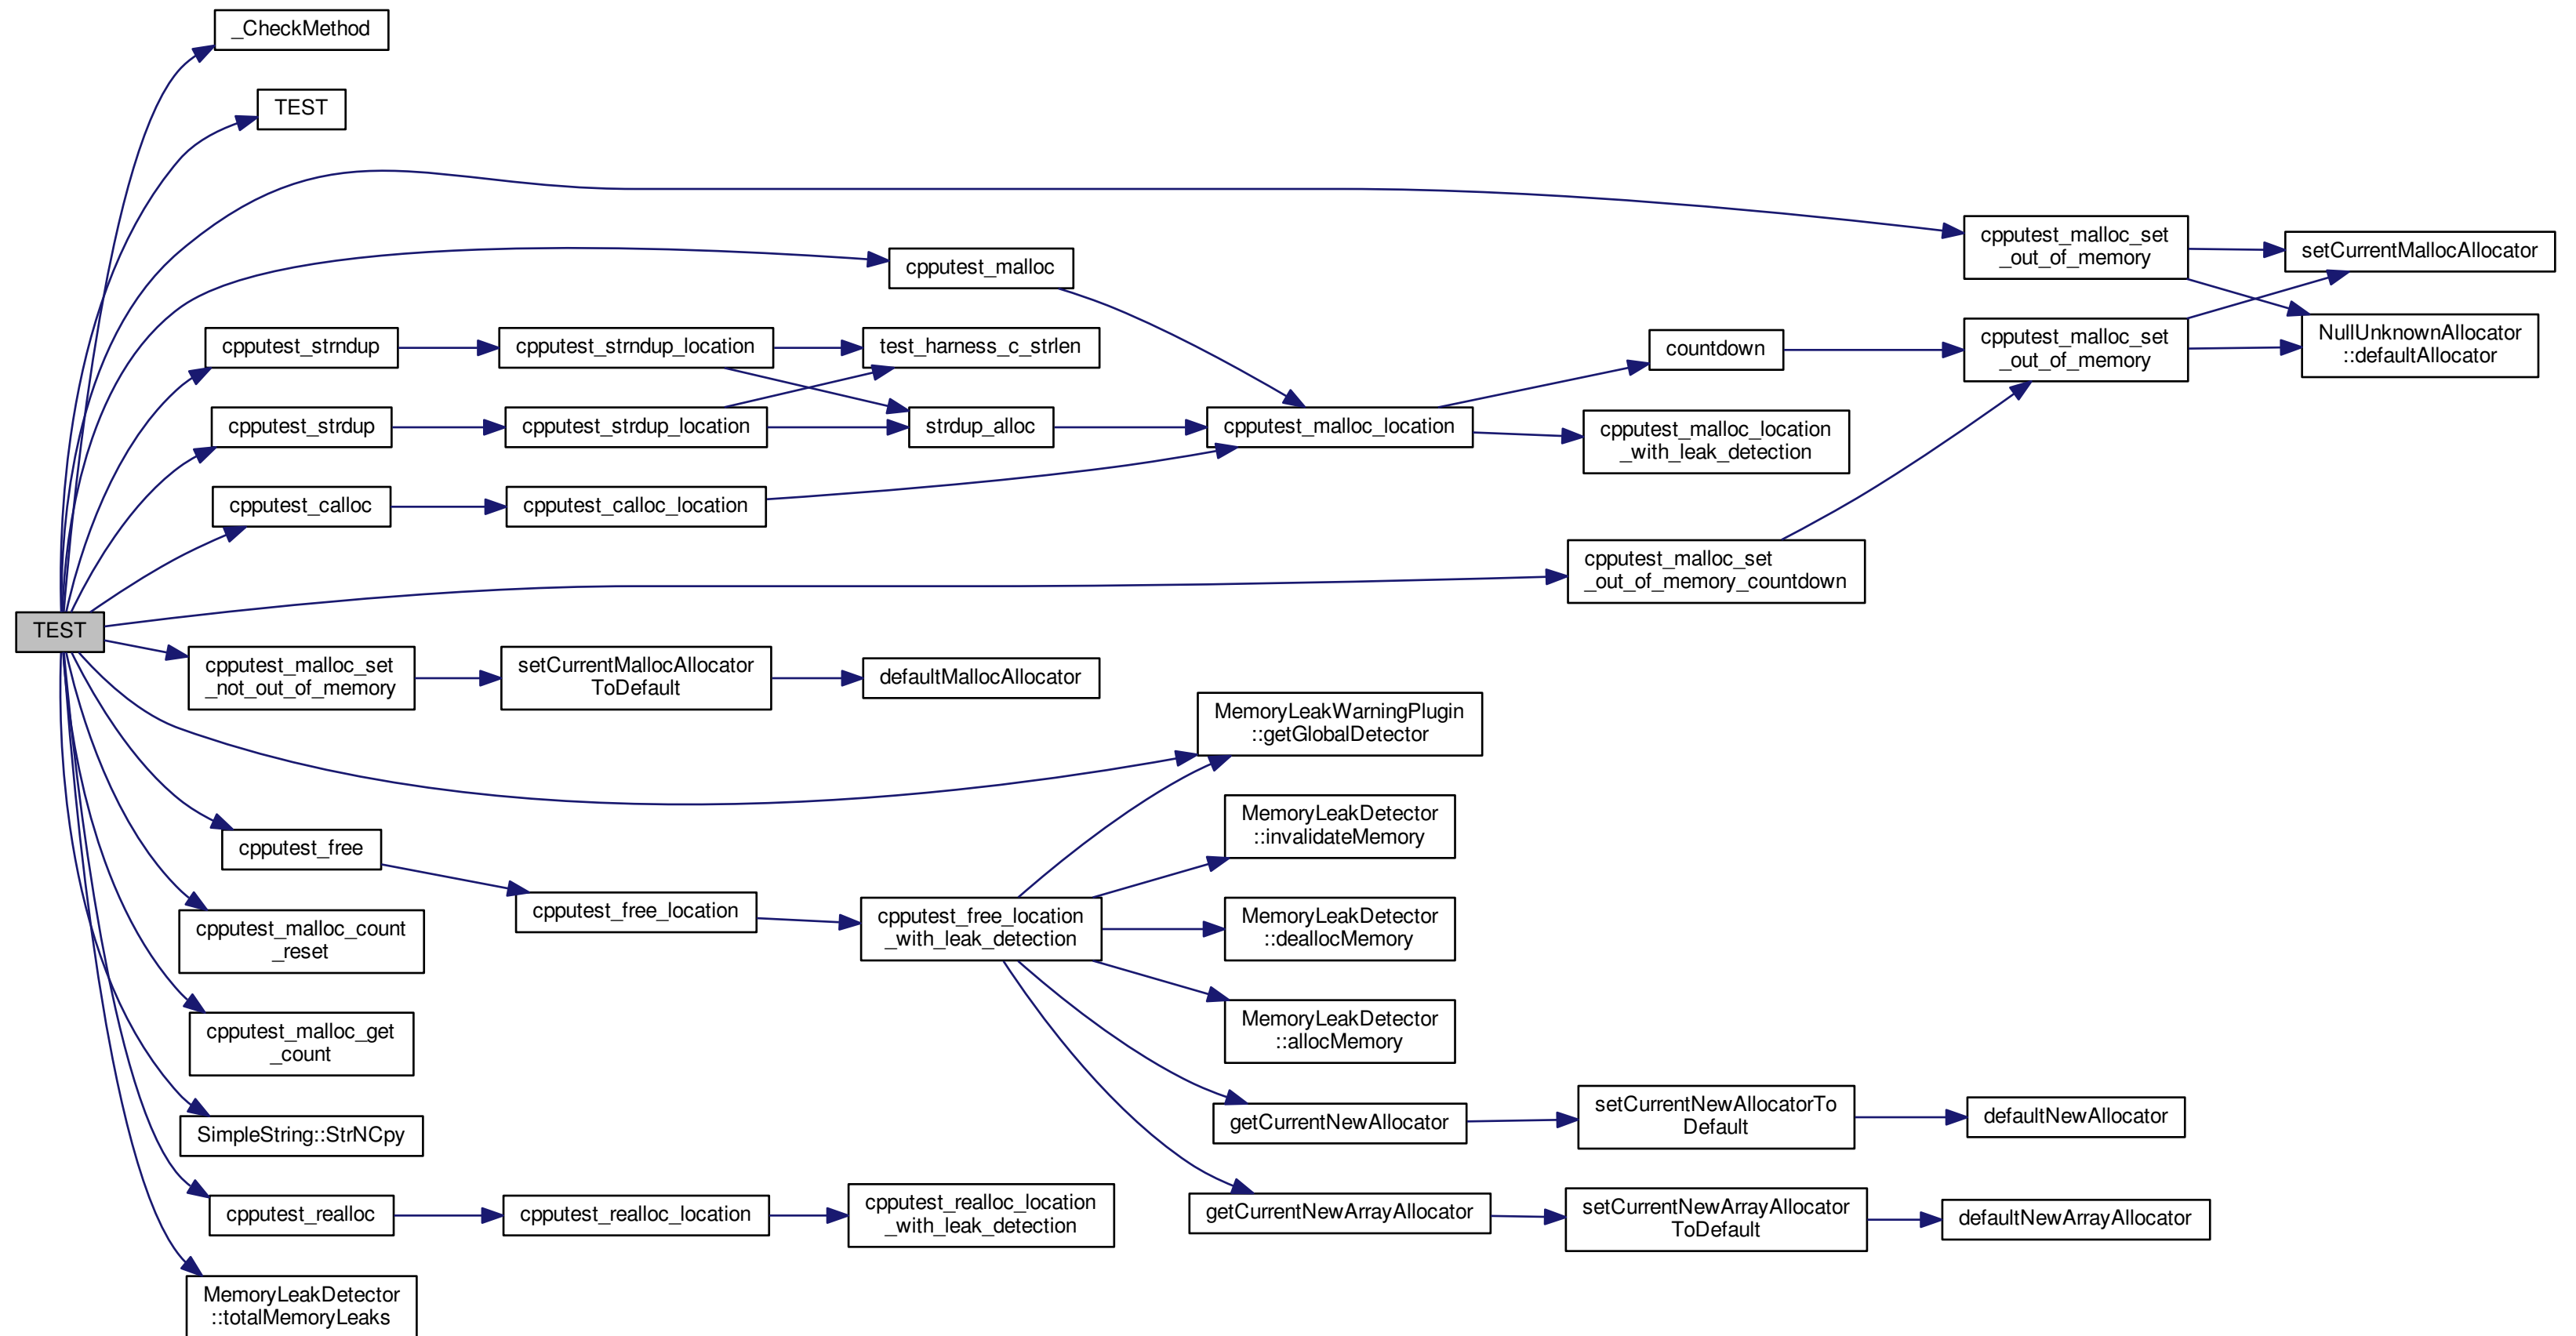 _CheckMethod
TEST
cpputest_malloc_set
_out_of_memory
setCurrentMallocAllocator
cpputest_malloc
cpputest_strndup
cpputest_strndup_location
test_harness_c_strlen
countdown
cpputest_malloc_set
_out_of_memory
NullUnknownAllocator
::defaultAllocator
cpputest_strdup
cpputest_strdup_location
strdup_alloc
cpputest_malloc_location
cpputest_malloc_location
_with_leak_detection
cpputest_calloc
cpputest_calloc_location
cpputest_malloc_set
_out_of_memory_countdown
TEST
cpputest_malloc_set
_not_out_of_memory
setCurrentMallocAllocator
ToDefault
defaultMallocAllocator
MemoryLeakWarningPlugin
::getGlobalDetector
MemoryLeakDetector
::invalidateMemory
cpputest_free
cpputest_free_location
cpputest_free_location
_with_leak_detection
MemoryLeakDetector
::deallocMemory
cpputest_malloc_count
_reset
MemoryLeakDetector
::allocMemory
cpputest_malloc_get
_count
getCurrentNewAllocator
setCurrentNewAllocatorTo
Default
defaultNewAllocator
SimpleString::StrNCpy
cpputest_realloc
cpputest_realloc_location
cpputest_realloc_location
_with_leak_detection
getCurrentNewArrayAllocator
setCurrentNewArrayAllocator
ToDefault
defaultNewArrayAllocator
MemoryLeakDetector
::totalMemoryLeaks